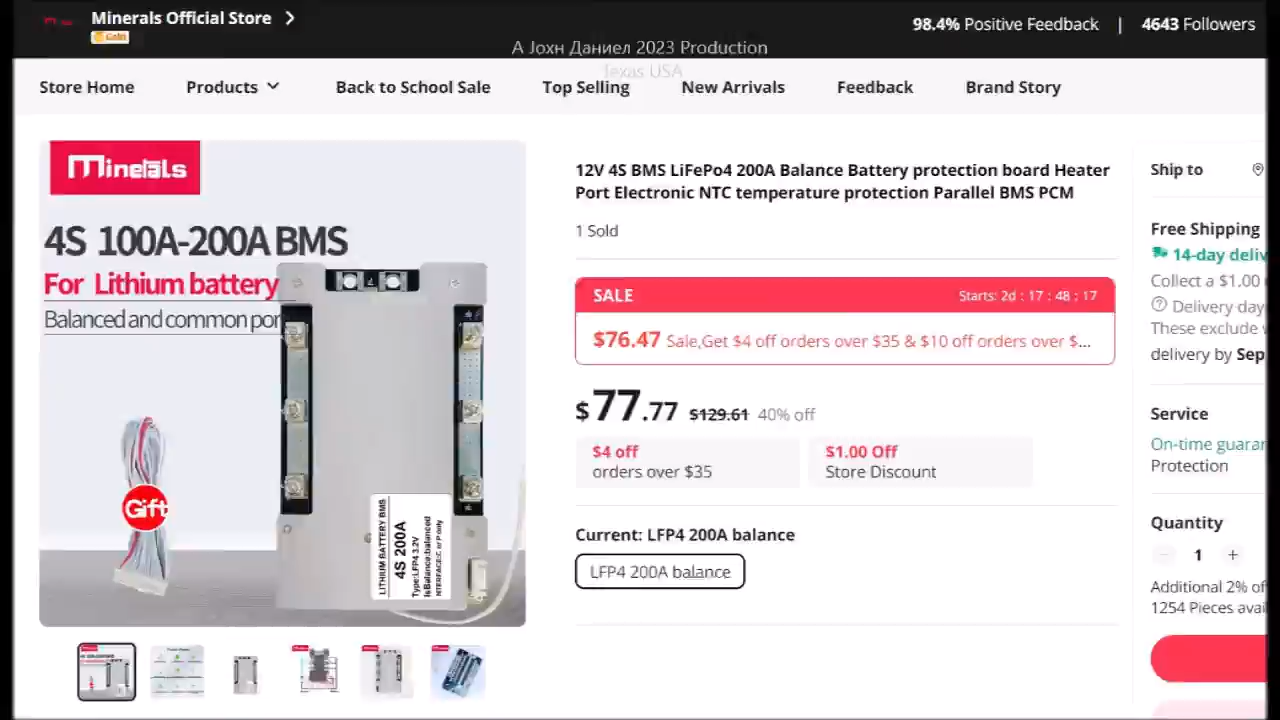 Minerals Official Store
Gold
98.4% Positive Feedback | 4643 Followers
А Јохн Даниел 2023 Production
Texas USA
Store Home
Products
Back to School Sale
Top Selling
New Arrivals
Feedback
Brand Story
Minerals
4S 100A-200A BMS
For Lithium battery
Balanced and common por
Gift
LITHIUM BATTERY BMS
4S 200A
Type:LFP4 3.2V
IsBalance:balanced
12V 4S BMS LiFePo4 200A Balance Battery protection board Heater
Port Electronic NTC temperature protection Parallel BMS PCM
1 Sold
SALE
Starts: 2d : 17 : 48 : 17
$76.47 Sale,Get $4 off orders over $35 & $10 off orders over $...
$77.77 $129.61 40% off
$4 off
orders over $35
$1.00 Off
Store Discount
Current: LFP4 200A balance
LFP4 200A balance
Ship to
Free Shipping
14-day deliv
Collect a $1.00
Delivery day
These exclude
delivery by Sep
Service
On-time guarar
Protection
Quantity
- 1 +
Additional 2% of
1254 Pieces avai